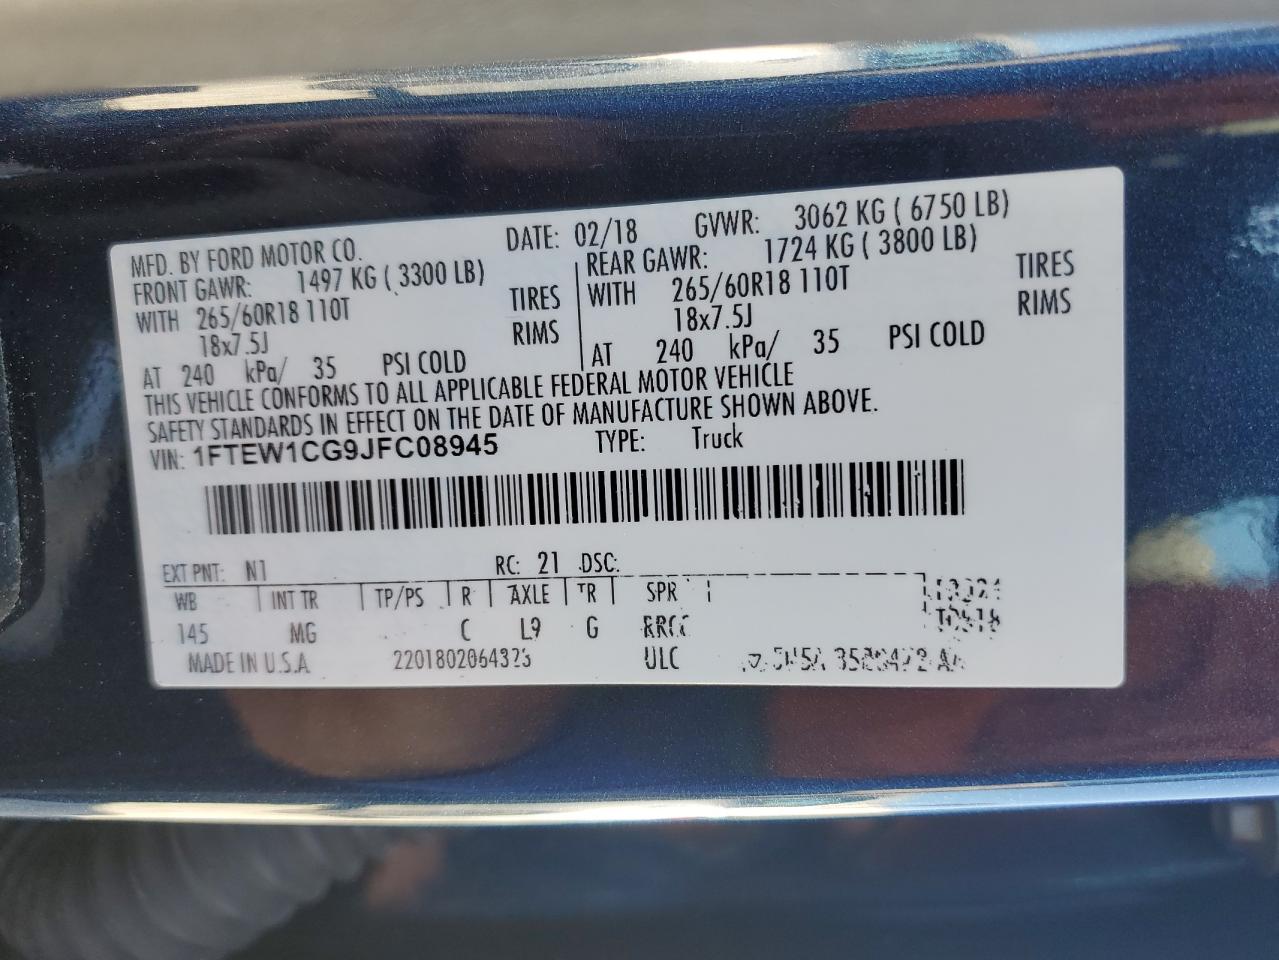 MFD. BY FORD MOTOR CO. DATE: 02/18 GVWR: 3062 KG ( 6750 LB)
FRONT GAWR: 1497 KG ( 3300 LB) REAR GAWR: 1724 KG ( 3800 LB)
WITH 265/60R18 110T TIRES WITH 265/60R18 110T TIRES
18x7.5J RIMS 18x7.5J RIMS
AT 240 kPa/ 35 PSI COLD AT 240 kPa/ 35 PSI COLD
THIS VEHICLE CONFORMS TO ALL APPLICABLE FEDERAL MOTOR VEHICLE
SAFETY STANDARDS IN EFFECT ON THE DATE OF MANUFACTURE SHOWN ABOVE.
VIN: 1FTEW1CG9JFC08945 TYPE: Truck
EXT PNT: N1 RC: 21 DSC:
WB INT TR TP/PS R AXLE TR SPR
145 MG C L9 G
MADE IN U.S.A. ULC